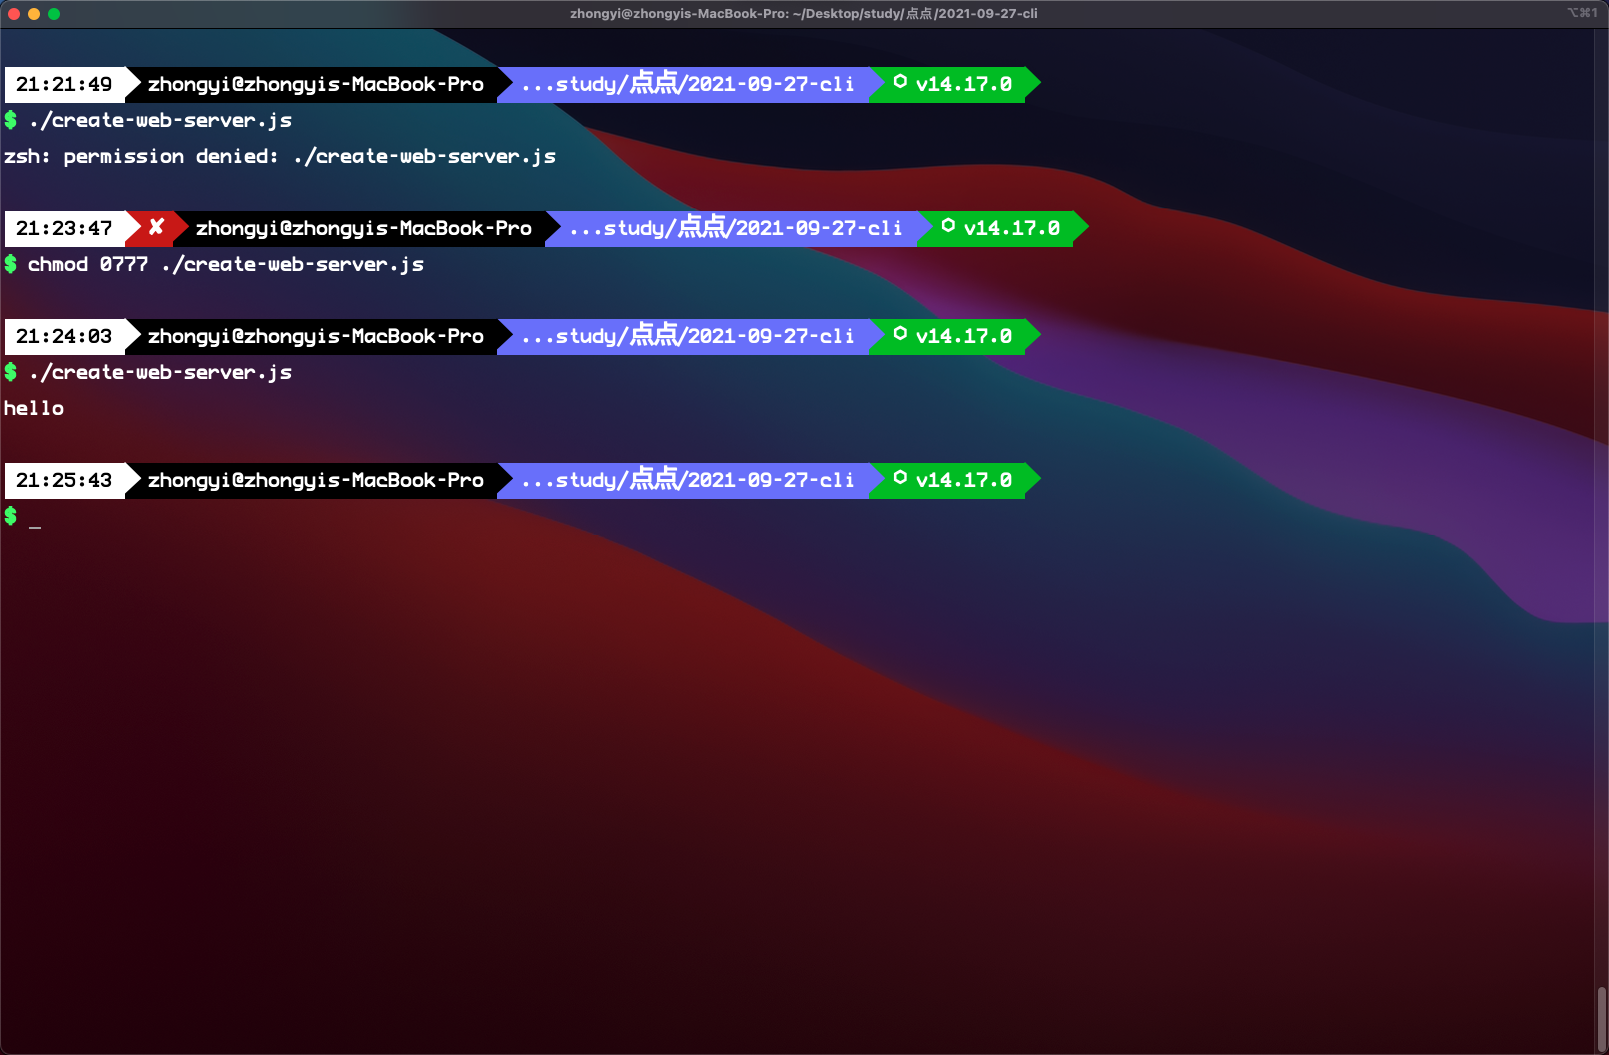 zhongyi@zhongyis-MacBook-Pro: ~/Desktop/study/点点/2021-09-27-cli ⌥⌘1
21:21:49 zhongyi@zhongyis-MacBook-Pro ...study/点点/2021-09-27-cli ⬡ v14.17.0
$ ./create-web-server.js
zsh: permission denied: ./create-web-server.js
21:23:47 ✘ zhongyi@zhongyis-MacBook-Pro ...study/点点/2021-09-27-cli ⬡ v14.17.0
$ chmod 0777 ./create-web-server.js
21:24:03 zhongyi@zhongyis-MacBook-Pro ...study/点点/2021-09-27-cli ⬡ v14.17.0
$ ./create-web-server.js
hello
21:25:43 zhongyi@zhongyis-MacBook-Pro ...study/点点/2021-09-27-cli ⬡ v14.17.0
$ _